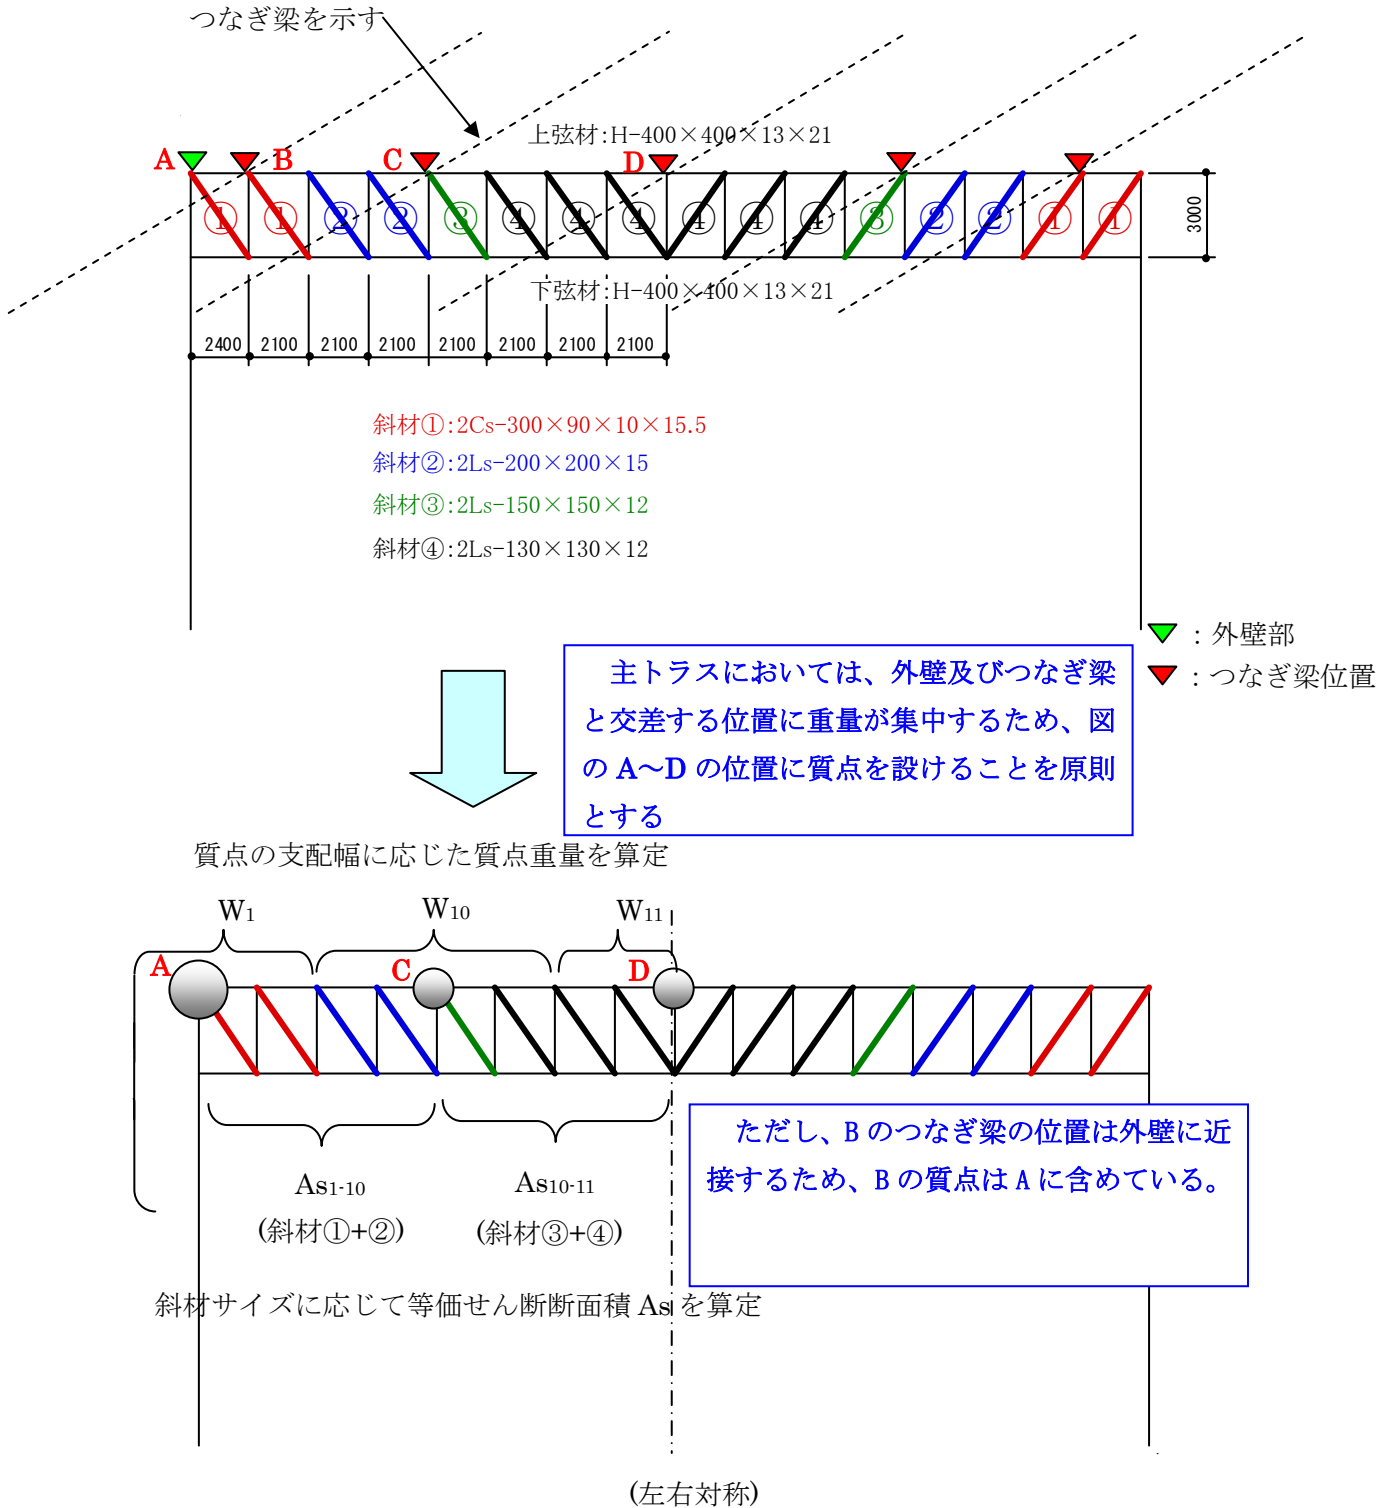 つなぎ梁を示す
上弦材:H-400×400×13×21
A
B
C
D
① ① ② ② ③ ④ ④ ④ ④ ④ ④ ③ ② ② ① ①
3000
下弦材:H-400×400×13×21
2400 2100 2100 2100 2100 2100 2100 2100
斜材①:2Cs-300×90×10×15.5
斜材②:2Ls-200×200×15
斜材③:2Ls-150×150×12
斜材④:2Ls-130×130×12
:外壁部
:つなぎ梁位置
主トラスにおいては、外壁及びつなぎ梁
と交差する位置に重量が集中するため、図
の A~D の位置に質点を設けることを原則
とする
質点の支配幅に応じた質点重量を算定
W1
W10
W11
A
C
D
As1-10
(斜材①+②)
As10-11
(斜材③+④)
ただし、B のつなぎ梁の位置は外壁に近
接するため、B の質点は A に含めている。
斜材サイズに応じて等価せん断断面積 As を算定
(左右対称)